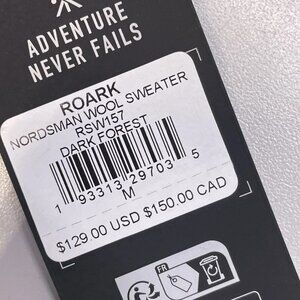 ADVENTURE
NEVER FAILS
ROARK
NORDSMAN WOOL SWEATER
RSW157
DARK FOREST
1 93313 29703 5
M
$129.00 USD $150.00 CAD
FR